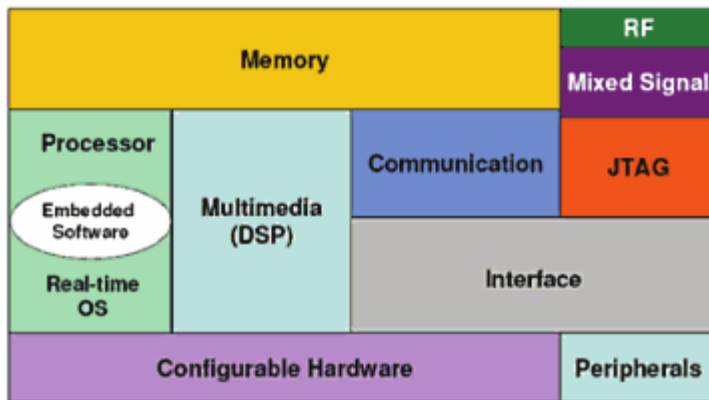 Memory
RF
Mixed Signal
Processor
Embedded
Software
Real-time
OS
Multimedia
(DSP)
Communication
JTAG
Interface
Configurable Hardware
Peripherals